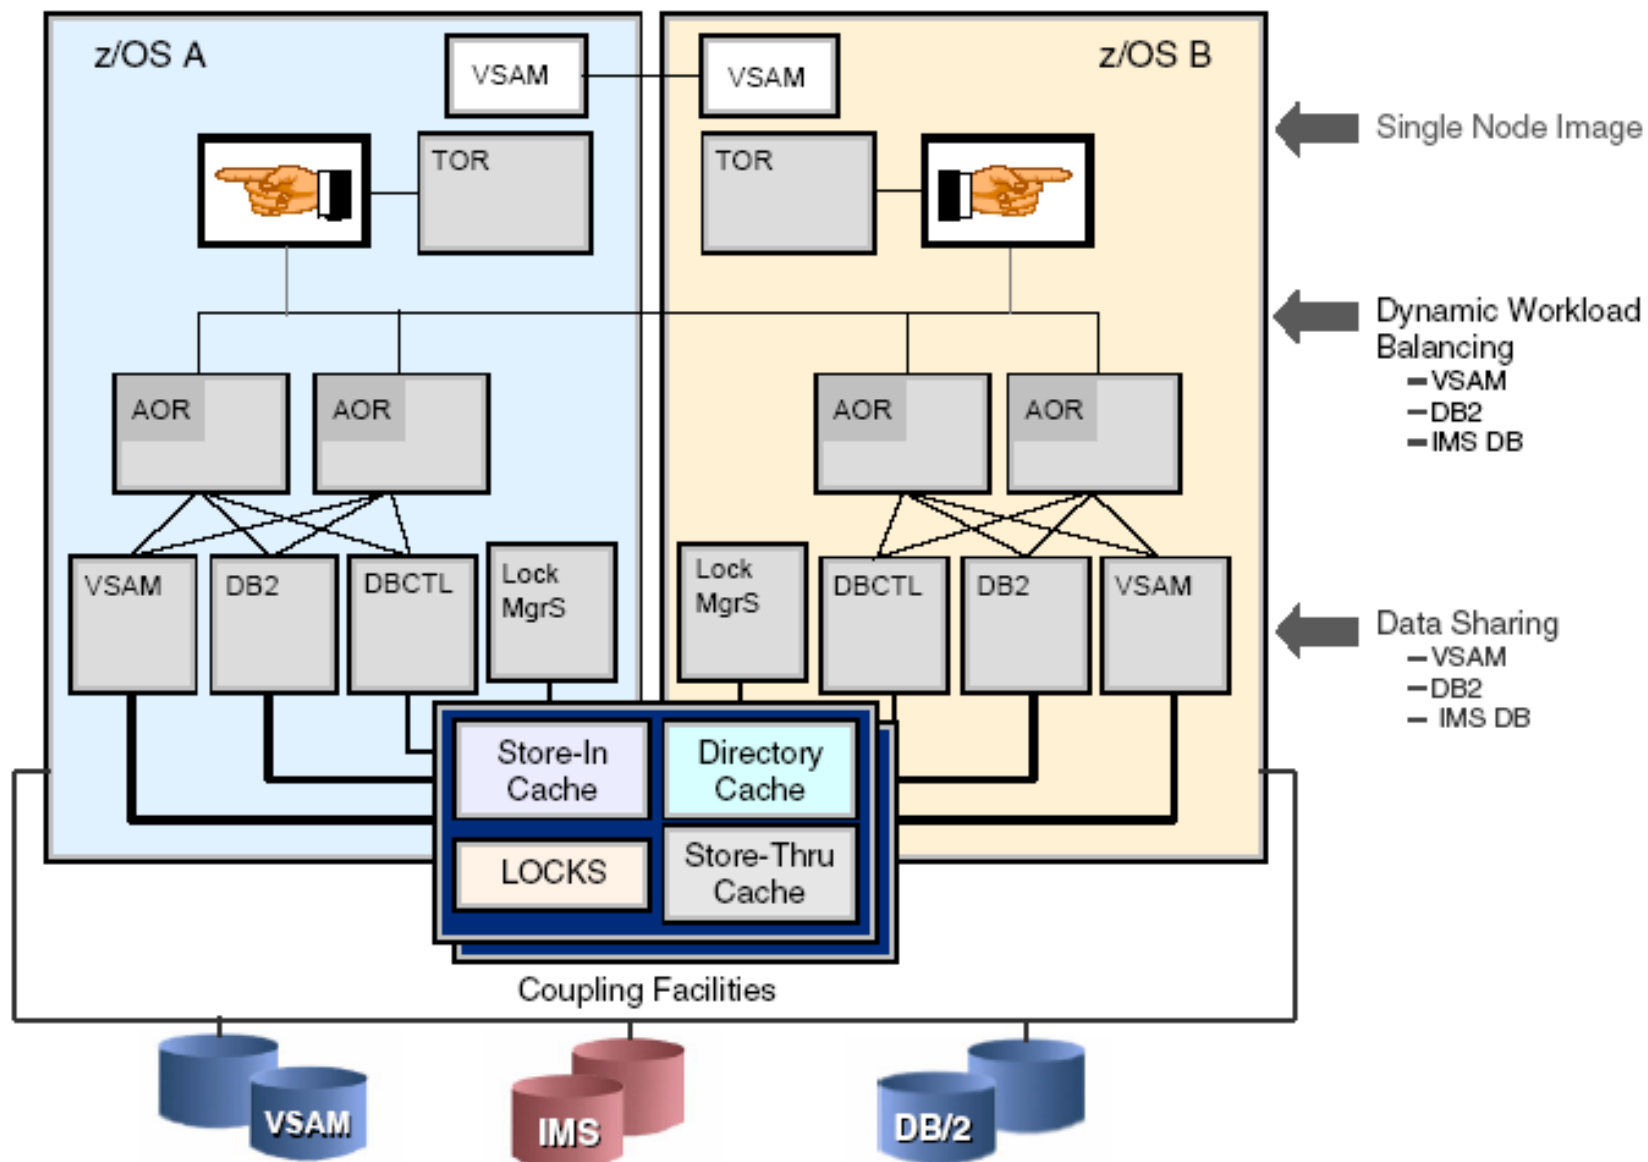 z/OS A
z/OS B
VSAM
VSAM
TOR
TOR
Single Node Image
Dynamic Workload
Balancing
– VSAM
– DB2
– IMS DB
AOR
AOR
AOR
AOR
VSAM
DB2
DBCTL
Lock
MgrS
Lock
MgrS
DBCTL
DB2
VSAM
Data Sharing
– VSAM
– DB2
– IMS DB
Store-In
Cache
Directory
Cache
LOCKS
Store-Thru
Cache
Coupling Facilities
VSAM
IMS
DB/2